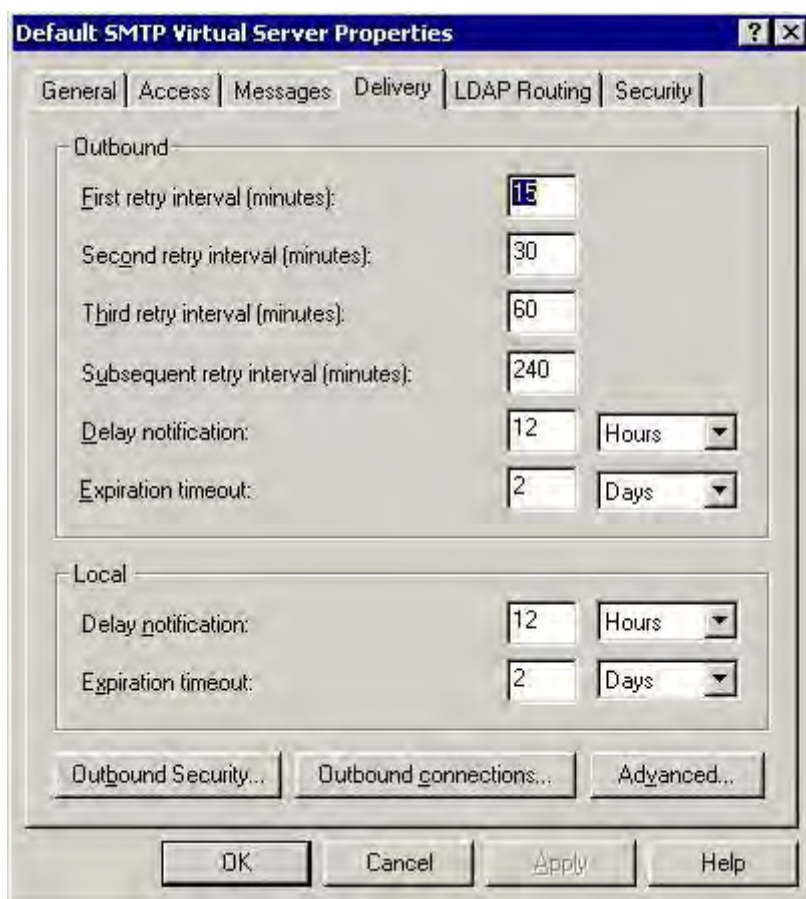 Default SMTP Virtual Server Properties
General Access Messages Delivery LDAP Routing Security
Outbound
First retry interval (minutes): 15
Second retry interval (minutes): 30
Third retry interval (minutes): 60
Subsequent retry interval (minutes): 240
Delay notification: 12 Hours
Expiration timeout: 2 Days
Local
Delay notification: 12 Hours
Expiration timeout: 2 Days
Outbound Security... Outbound connections... Advanced...
OK Cancel Apply Help